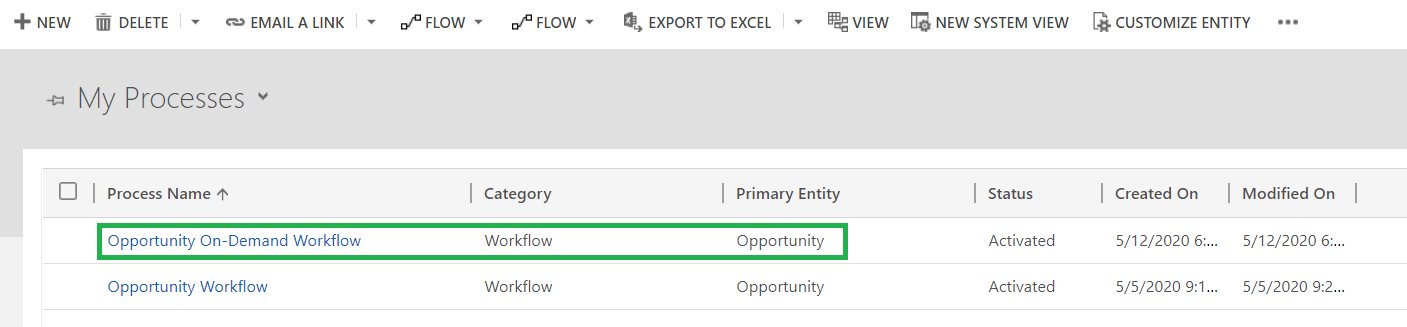 NEW DELETE EMAIL A LINK FLOW FLOW EXPORT TO EXCEL VIEW NEW SYSTEM VIEW CUSTOMIZE ENTITY
My Processes
Process Name Category Primary Entity Status Created On Modified On
Opportunity On-Demand Workflow Workflow Opportunity Activated 5/12/2020 6:... 5/12/2020 6:...
Opportunity Workflow Workflow Opportunity Activated 5/5/2020 9:1... 5/5/2020 9:2...